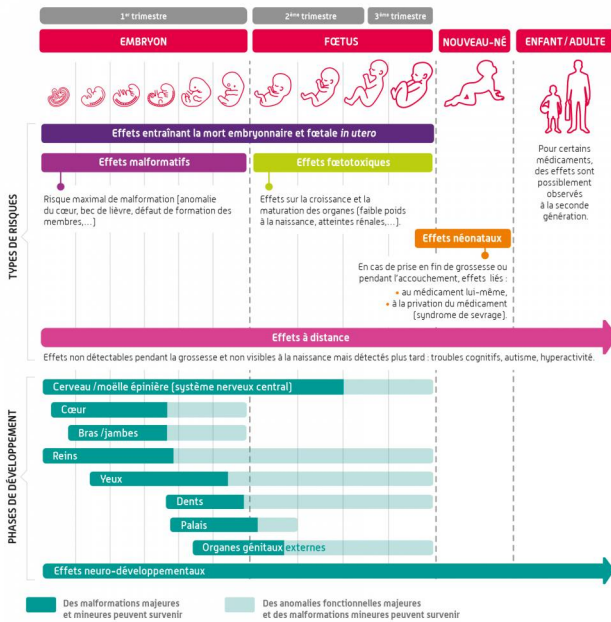 1er trimestre
2ème trimestre
3ème trimestre
EMBRYON
FŒTUS
NOUVEAU-NÉ
ENFANT/ADULTE
TYPES DE RISQUES
Effets entraînant la mort embryonnaire et fœtale in utero
Effets malformatifs
Effets fœtotoxiques
Risque maximal de malformation [anomalie
du cœur, bec de lièvre, défaut de formation des
membres,...]
Effets sur la croissance et la
maturation des organes [faible poids
à la naissance, atteintes rénales,...].
Pour certains
médicaments,
des effets sont
possiblement
observés
à la seconde
génération.
Effets néonataux
En cas de prise en fin de grossesse ou
pendant l'accouchement, effets liés :
• au médicament lui-même,
• à la privation du médicament
[syndrome de sevrage].
Effets à distance
Effets non détectables pendant la grossesse et non visibles à la naissance mais détectés plus tard : troubles cognitifs, autisme, hyperactivité.
PHASES DE DÉVELOPPEMENT
Cerveau/moëlle épinière [système nerveux central]
Cœur
Bras/jambes
Reins
Yeux
Dents
Palais
Organes génitaux externes
Effets neuro-développementaux
Des malformations majeures
et mineures peuvent survenir
Des anomalies fonctionnelles majeures
et des malformations mineures peuvent survenir